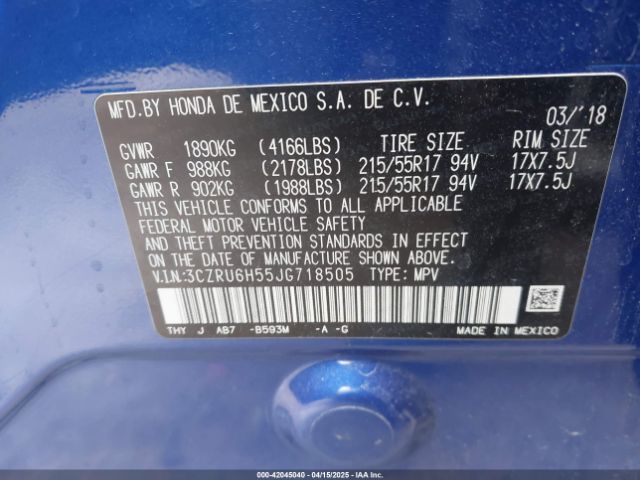 MFD.BY HONDA DE MEXICO S.A. DE C.V.
03/'18
GVWR 1890KG (4166LBS) TIRE SIZE RIM SIZE
GAWR F 988KG (2178LBS) 215/55R17 94V 17X7.5J
GAWR R 902KG (1988LBS) 215/55R17 94V 17X7.5J
THIS VEHICLE CONFORMS TO ALL APPLICABLE
FEDERAL MOTOR VEHICLE SAFETY
AND THEFT PREVENTION STANDARDS IN EFFECT
ON THE DATE OF MANUFACTURE SHOWN ABOVE.
V.I.N:3CZRU6H55JG718505 TYPE: MPV
THY J AB7 -B593M -A -G MADE IN MEXICO
000-42045040 - 04/15/2025 - IAA Inc.